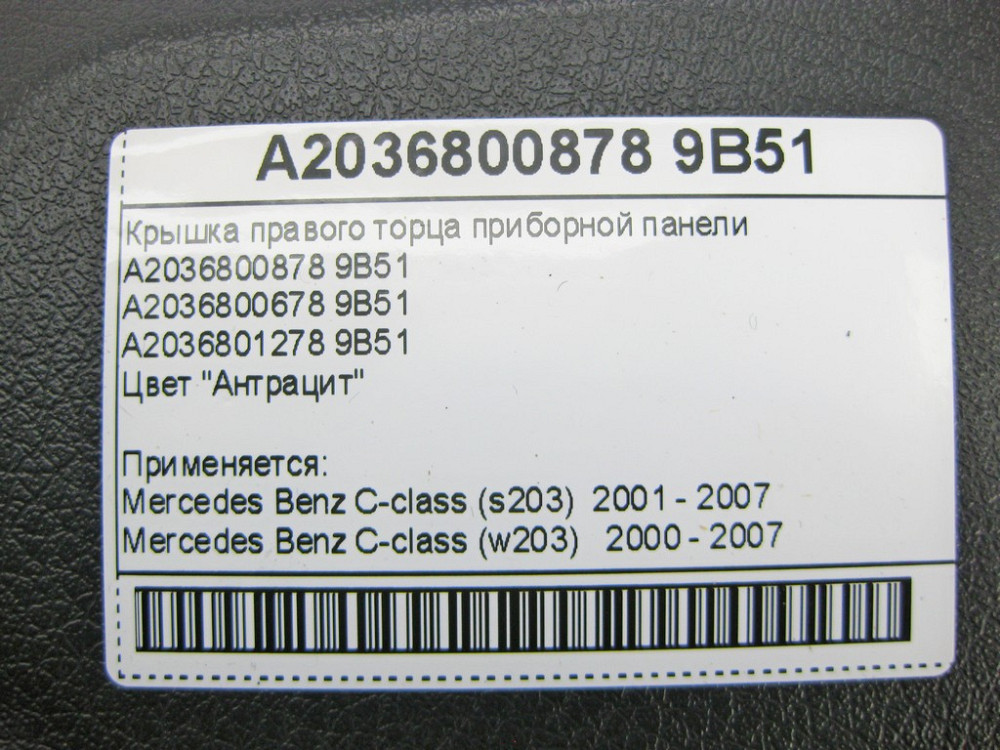 A2036800878 9B51
Крышка правого торца приборной панели
A2036800878 9B51
A2036800678 9B51
A2036801278 9B51
Цвет "Антрацит"
Применяется:
Mercedes Benz C-class (s203) 2001 - 2007
Mercedes Benz C-class (w203) 2000 - 2007